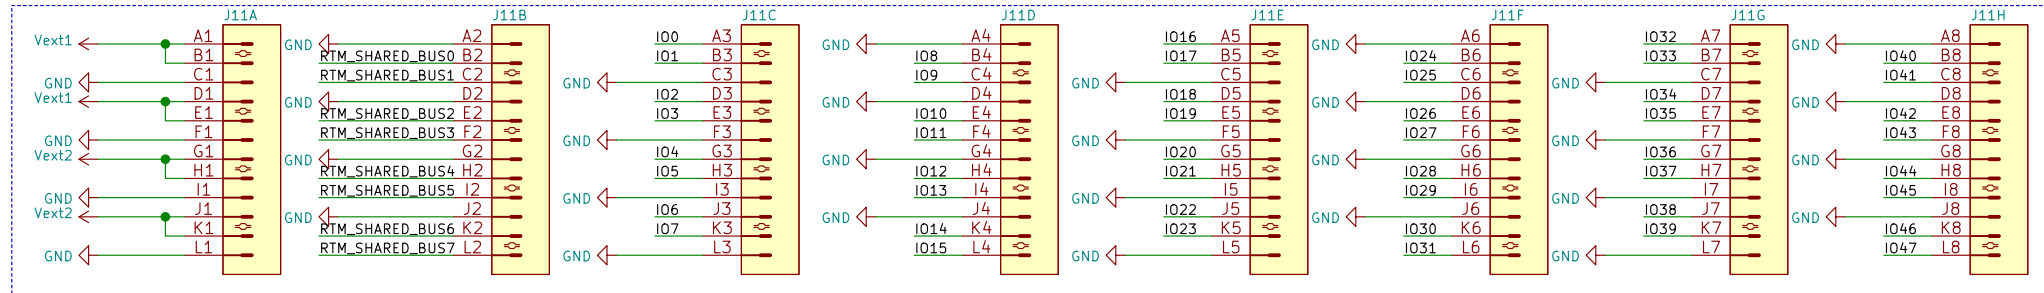 J11A
Vext1 A1
B1
GND C1
Vext1 D1
E1
GND F1
Vext2 G1
H1
GND I1
Vext2 J1
K1
GND L1
J11B
GND A2
RTM_SHARED_BUS0 B2
RTM_SHARED_BUS1 C2
GND D2
RTM_SHARED_BUS2 E2
RTM_SHARED_BUS3 F2
GND G2
RTM_SHARED_BUS4 H2
RTM_SHARED_BUS5 I2
GND J2
RTM_SHARED_BUS6 K2
RTM_SHARED_BUS7 L2
J11C
IO0 A3
IO1 B3
GND C3
IO2 D3
IO3 E3
GND F3
IO4 G3
IO5 H3
GND I3
IO6 J3
IO7 K3
GND L3
J11D
GND A4
IO8 B4
IO9 C4
GND D4
IO10 E4
IO11 F4
GND G4
IO12 H4
IO13 I4
GND J4
IO14 K4
IO15 L4
J11E
IO16 A5
IO17 B5
GND C5
IO18 D5
IO19 E5
GND F5
IO20 G5
IO21 H5
GND I5
IO22 J5
IO23 K5
GND L5
J11F
GND A6
IO24 B6
IO25 C6
GND D6
IO26 E6
IO27 F6
GND G6
IO28 H6
IO29 I6
GND J6
IO30 K6
IO31 L6
J11G
IO32 A7
IO33 B7
GND C7
IO34 D7
IO35 E7
GND F7
IO36 G7
IO37 H7
GND I7
IO38 J7
IO39 K7
GND L7
J11H
GND A8
IO40 B8
IO41 C8
GND D8
IO42 E8
IO43 F8
GND G8
IO44 H8
IO45 I8
GND J8
IO46 K8
IO47 L8